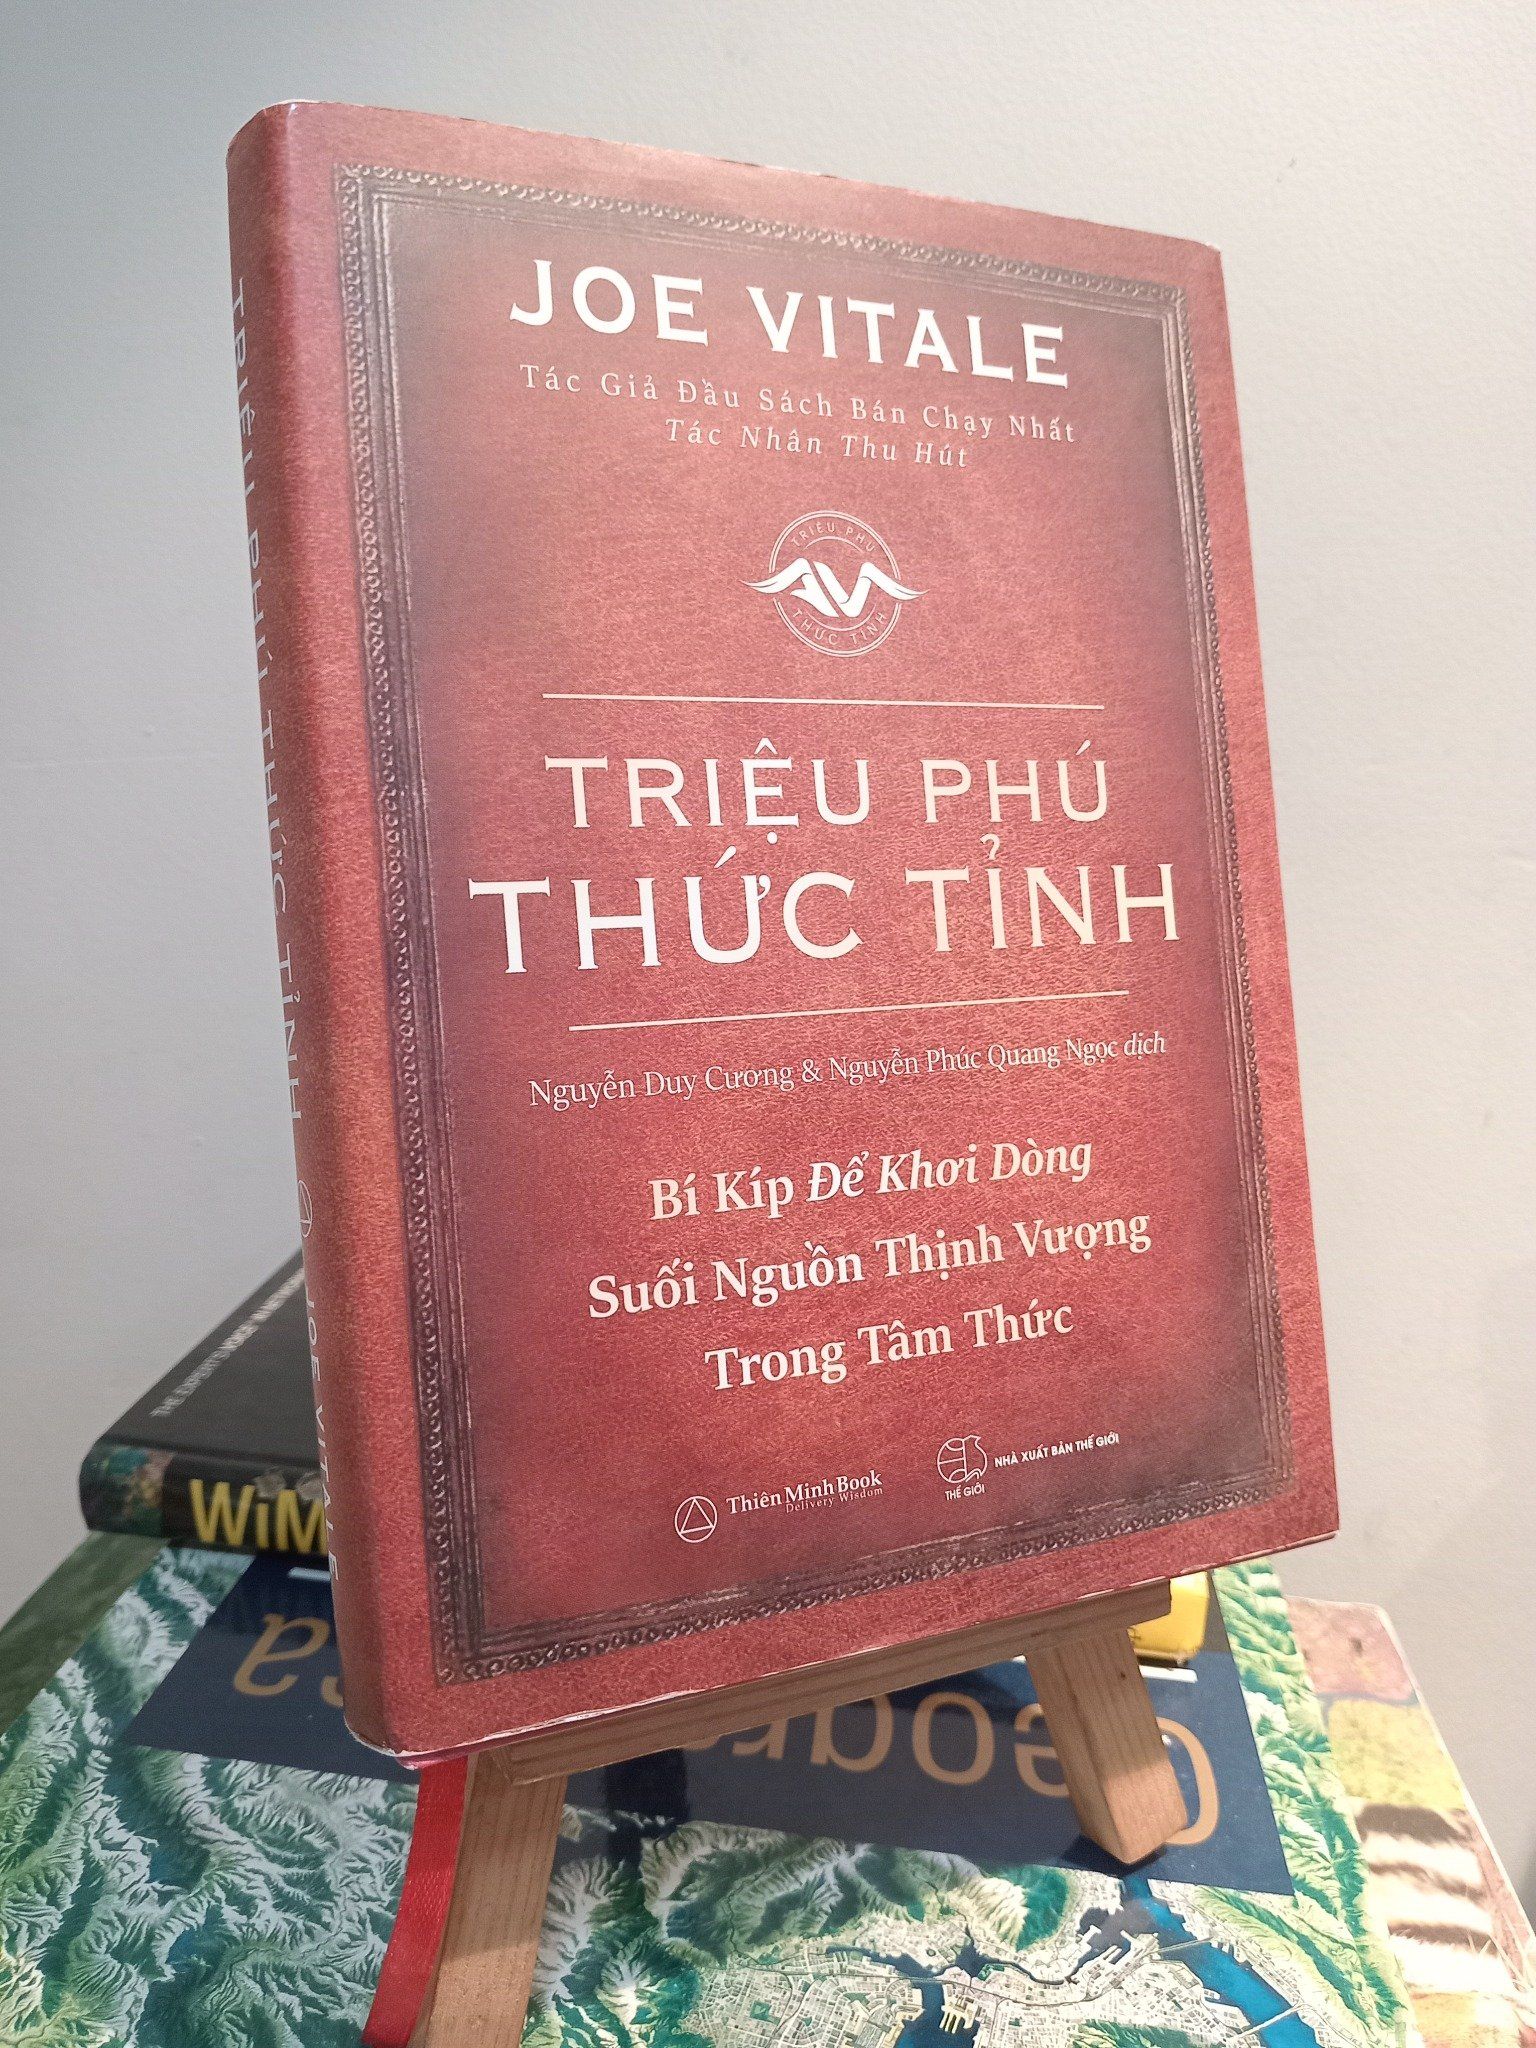 JOE VITALE
Tác Giả Đầu Sách Bán Chạy Nhất
Tác Nhân Thu Hút
TRIỆU PHÚ
AV
THỨC TỈNH
TRIỆU PHÚ
THỨC TỈNH
Nguyễn Duy Cương & Nguyễn Phúc Quang Ngọc dịch
Bí Kíp Để Khơi Dòng
Suối Nguồn Thịnh Vượng
Trong Tâm Thức
ThiênMinhBook
Delivery Wisdom
THẾ GIỚI
NHÀ XUẤT BẢN THẾ GIỚI
TRIỆU PHÚ THỨC TỈNH JOE VITALE
WiM